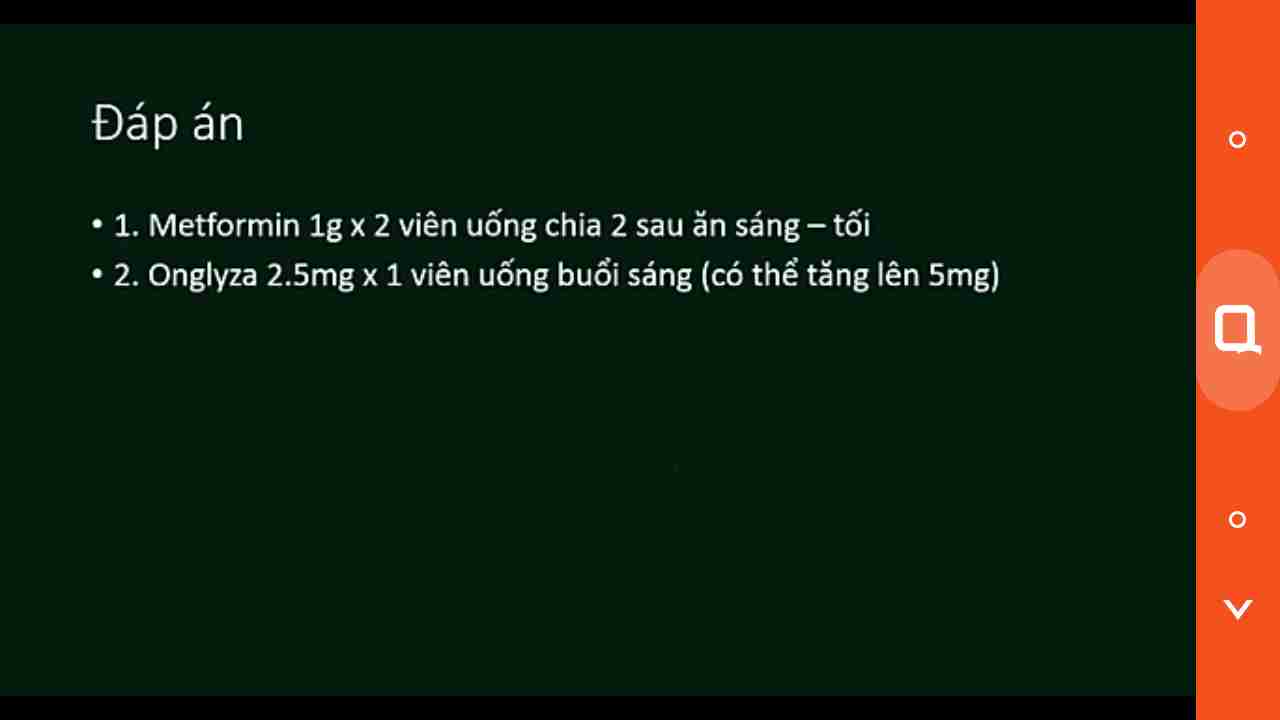 Đáp án
• 1. Metformin 1g x 2 viên uống chia 2 sau ăn sáng – tối
• 2. Onglyza 2.5mg x 1 viên uống buổi sáng (có thể tăng lên 5mg)